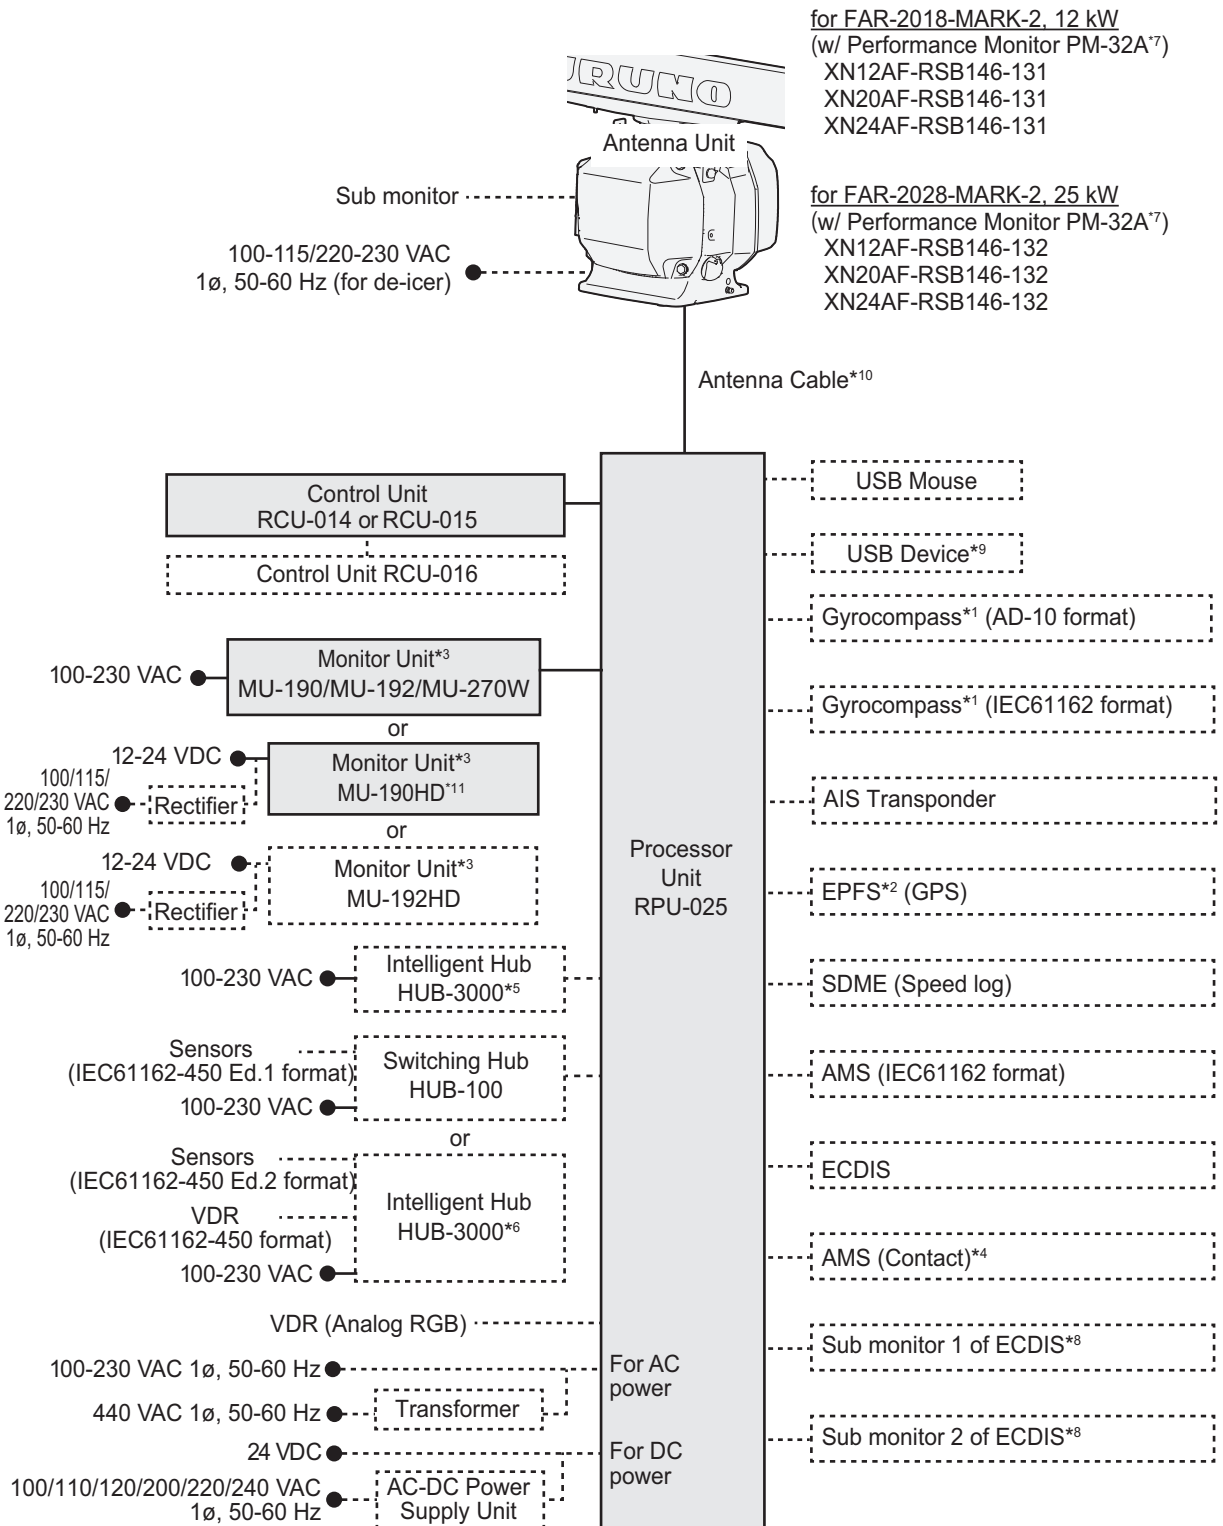 for FAR-2018-MARK-2, 12 kW
(w/ Performance Monitor PM-32A*7)
XN12AF-RSB146-131
XN20AF-RSB146-131
XN24AF-RSB146-131
URUNO
Antenna Unit
for FAR-2028-MARK-2, 25 kW
(w/ Performance Monitor PM-32A*7)
XN12AF-RSB146-132
XN20AF-RSB146-132
XN24AF-RSB146-132
Sub monitor
100-115/220-230 VAC
1ø, 50-60 Hz (for de-icer)
Antenna Cable*10
Control Unit
RCU-014 or RCU-015
Control Unit RCU-016
100-230 VAC
Monitor Unit*3
MU-190/MU-192/MU-270W
or
12-24 VDC
100/115/
220/230 VAC
1ø, 50-60 Hz
Rectifier
Monitor Unit*3
MU-190HD*11
or
12-24 VDC
100/115/
220/230 VAC
1ø, 50-60 Hz
Rectifier
Monitor Unit*3
MU-192HD
100-230 VAC
Intelligent Hub
HUB-3000*5
Sensors
(IEC61162-450 Ed.1 format)
100-230 VAC
Switching Hub
HUB-100
or
Sensors
(IEC61162-450 Ed.2 format)
VDR
(IEC61162-450 format)
100-230 VAC
Intelligent Hub
HUB-3000*6
VDR (Analog RGB)
100-230 VAC 1ø, 50-60 Hz
440 VAC 1ø, 50-60 Hz
Transformer
24 VDC
100/110/120/200/220/240 VAC
1ø, 50-60 Hz
AC-DC Power
Supply Unit
Processor
Unit
RPU-025
For AC
power
For DC
power
USB Mouse
USB Device*9
Gyrocompass*1 (AD-10 format)
Gyrocompass*1 (IEC61162 format)
AIS Transponder
EPFS*2 (GPS)
SDME (Speed log)
AMS (IEC61162 format)
ECDIS
AMS (Contact)*4
Sub monitor 1 of ECDIS*8
Sub monitor 2 of ECDIS*8